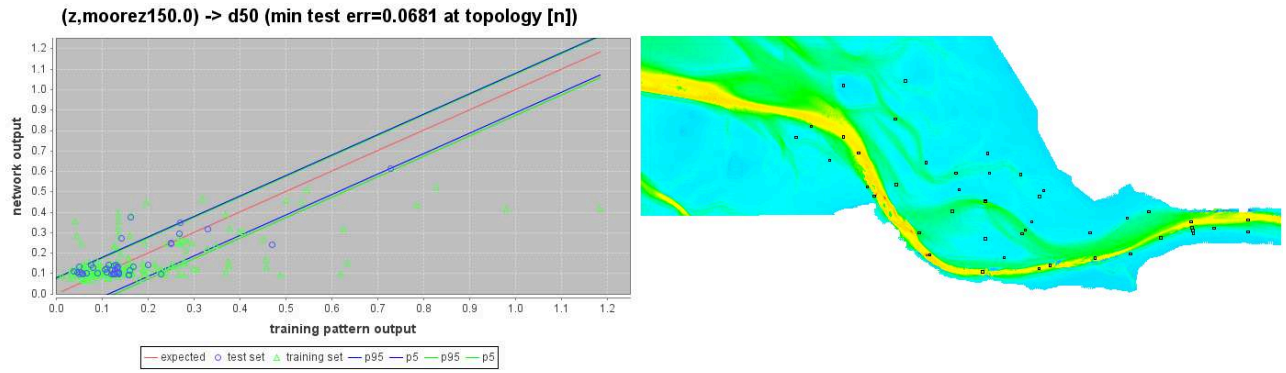 (z,moorez150.0) -> d50 (min test err=0.0681 at topology [n])
1.2
1.1
1.0
0.9
0.8
0.7
0.6
0.5
0.4
0.3
0.2
0.1
0.0
network output
0.0 0.1 0.2 0.3 0.4 0.5 0.6 0.7 0.8 0.9 1.0 1.1 1.2
training pattern output
expected test set training set p95 p5 p95 p5